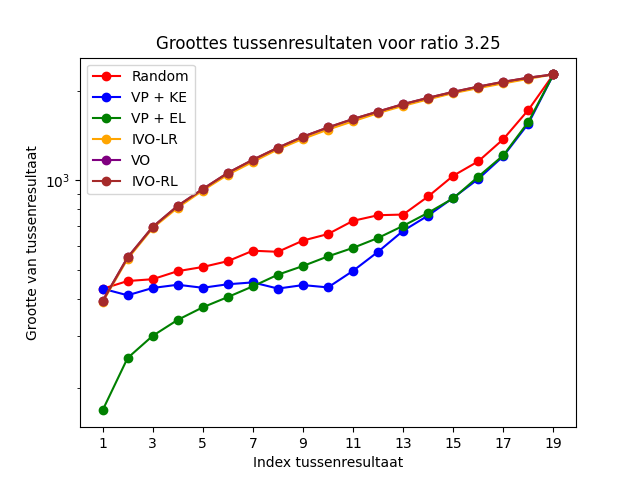 Groottes tussenresultaten voor ratio 3.25
Grootte van tussenresultaat
10³
Random
VP + KE
VP + EL
IVO-LR
VO
IVO-RL
1 3 5 7 9 11 13 15 17 19
Index tussenresultaat